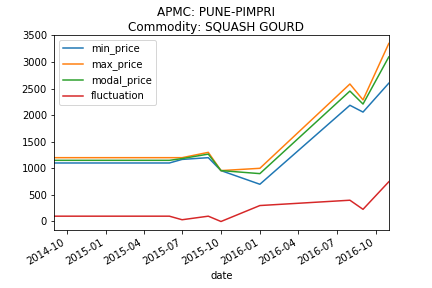 APMC: PUNE-PIMPRI
Commodity: SQUASH GOURD
3500
3000
2500
2000
1500
1000
500
0
min_price
max_price
modal_price
fluctuation
2014-10
2015-01
2015-04
2015-07
2015-10
2016-01
2016-04
2016-07
2016-10
date